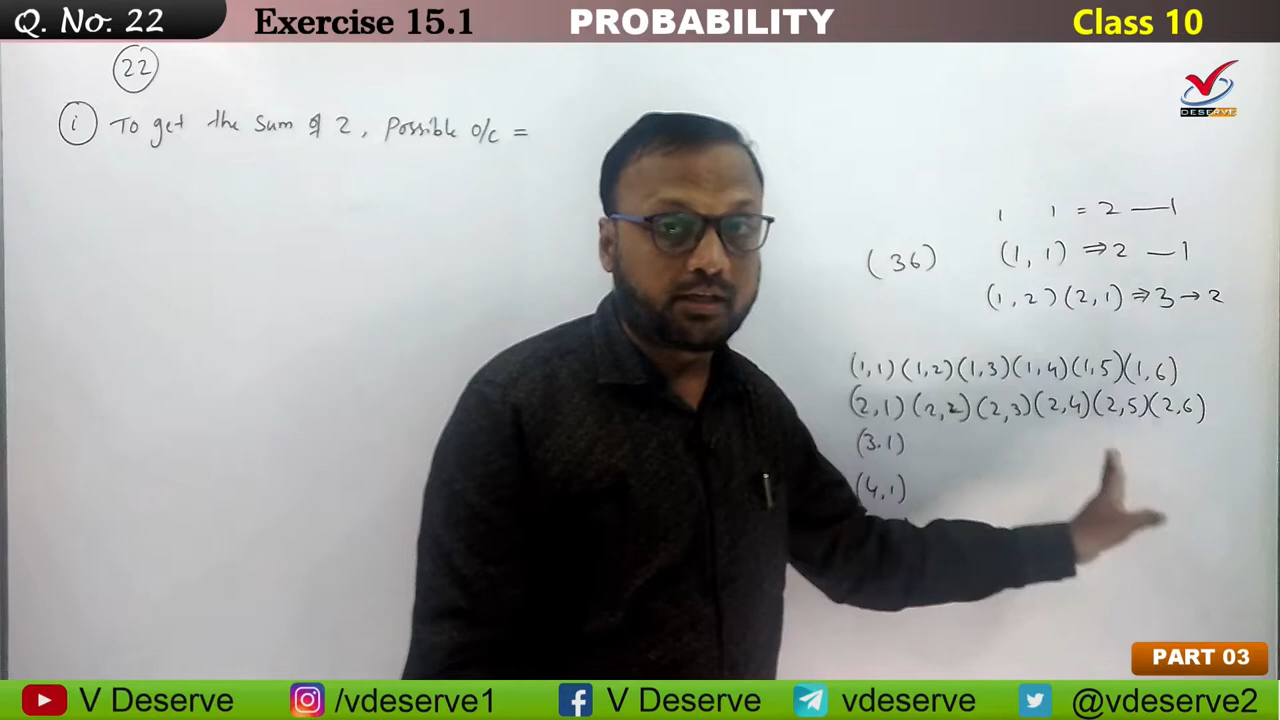 Q. No. 22
Exercise 15.1
PROBABILITY
Class 10
22
DESERVE
i To get the Sum of 2, Possible o/c =
1 1 = 2 — 1
(36)
(1, 1) ⇒ 2 — 1
(1, 2) (2, 1) ⇒ 3 → 2
(1,1) (1,2) (1,3) (1,4) (1,5) (1,6)
(2,1) (2,2) (2,3) (2,4) (2,5) (2,6)
(3.1)
(4,1)
PART 03
V Deserve
/vdeserve1
V Deserve
vdeserve
@vdeserve2